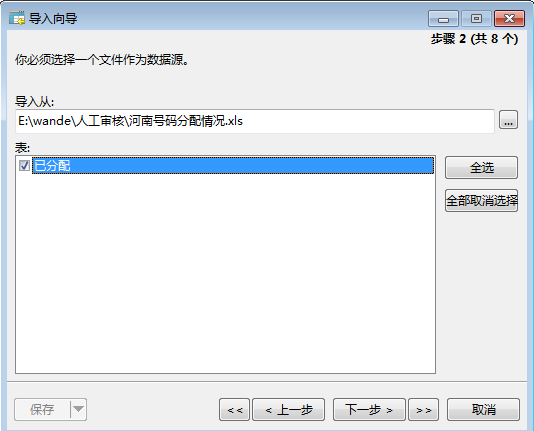 导入向导
步骤 2 (共 8 个)
你必须选择一个文件作为数据源。
导入从:
E:\wande\人工审核\河南号码分配情况.xls
...
表:
已分配
全选
全部取消选择
保存
<<
< 上一步
下一步 >
>>
取消